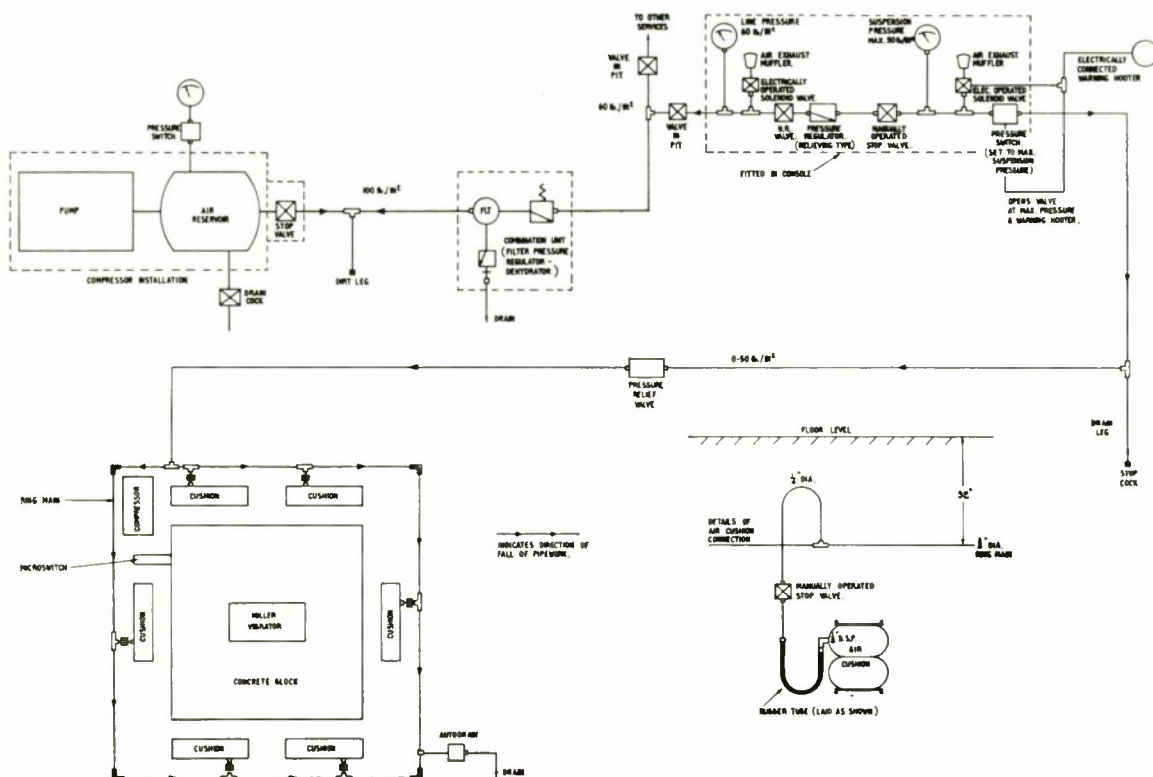 TO OTHER
SERVICES
VALVE
IN
PIT
60 lb./IN²
VALVE
IN
PIT
LINE PRESSURE
60 lb./IN²
AIR EXHAUST
MUFFLER.
ELECTRICALLY
OPERATED
SOLENOID VALVE.
N.R.
VALVE.
PRESSURE
REGULATOR
(RELIEVING TYPE)
MANUALLY
OPERATED
STOP VALVE.
FITTED IN CONSOLE
SUSPENSION
PRESSURE
MAX. 50 lb/IN²
AIR EXHAUST
MUFFLER
ELEC. OPERATED
SOLENOID VALVE
PRESSURE
SWITCH
(SET TO MAX.
SUSPENSION
PRESSURE)
ELECTRICALLY
CONNECTED
WARNING HOOTER
OPENS VALVE
AT MAX. PRESSURE
& WARNING HOOTER.
PRESSURE
SWITCH
PUMP
AIR
RESERVOIR
STOP
VALVE
COMPRESSOR INSTALLATION
DRAIN
COCK
100 lb./IN²
DIRT LEG
FLT
COMBINATION UNIT
(FILTER PRESSURE
REGULATOR -
DEHYDRATOR)
DRAIN
0-50 lb./IN²
PRESSURE
RELIEF
VALVE
DRAIN
LEG
STOP
COCK
RING MAIN
COMPRESSOR
CUSHION
CUSHION
MICROSWITCH
CUSHION
CUSHION
MULLER
VIBRATOR
CONCRETE BLOCK
CUSHION
CUSHION
AUTODRAIN
DRAIN
INDICATES DIRECTION OF
FALL OF PIPEWORK.
FLOOR LEVEL
32"
DIA.
DETAILS OF
AIR CUSHION
CONNECTION
DIA.
RING MAIN
MANUALLY OPERATED
STOP VALVE.
B.S.P.
AIR
CUSHION
RUBBER TUBE (LAID AS SHOWN)